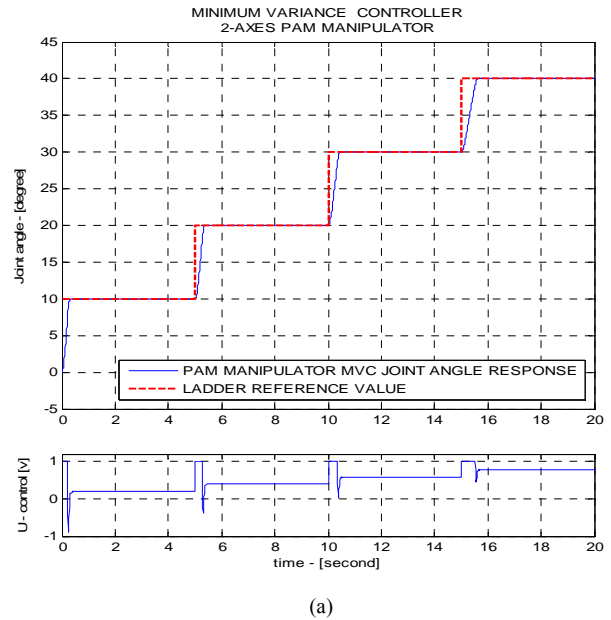 MINIMUM VARIANCE CONTROLLER
2-AXES PAM MANIPULATOR
45
40
35
30
25
20
15
10
5
0
-5
Joint angle - [degree]
0 2 4 6 8 10 12 14 16 18 20
PAM MANIPULATOR MVC JOINT ANGLE RESPONSE
LADDER REFERENCE VALUE
1
0
-1
U - control [v]
0 2 4 6 8 10 12 14 16 18 20
time - [second]
(a)